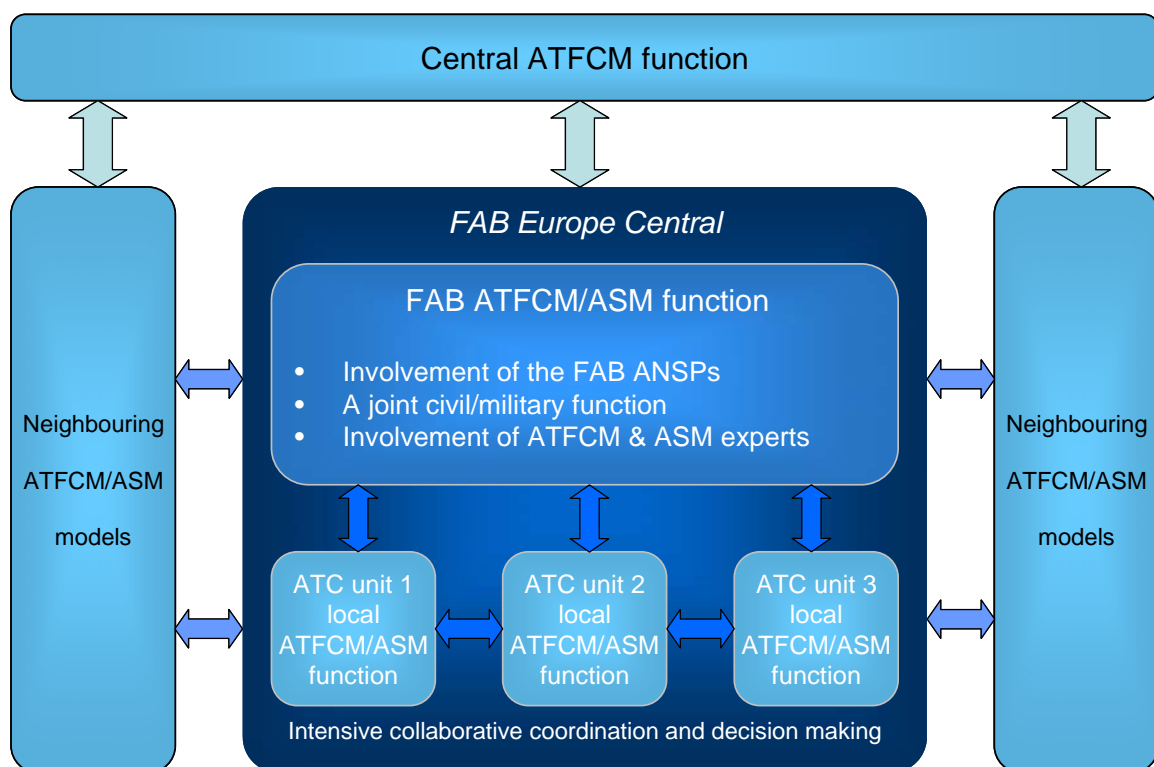 Central ATFCM function
FAB Europe Central
FAB ATFCM/ASM function
• Involvement of the FAB ANSPs
• A joint civil/military function
• Involvement of ATFCM & ASM experts
Neighbouring
ATFCM/ASM
models
Neighbouring
ATFCM/ASM
models
ATC unit 1
local
ATFCM/ASM
function
ATC unit 2
local
ATFCM/ASM
function
ATC unit 3
local
ATFCM/ASM
function
Intensive collaborative coordination and decision making